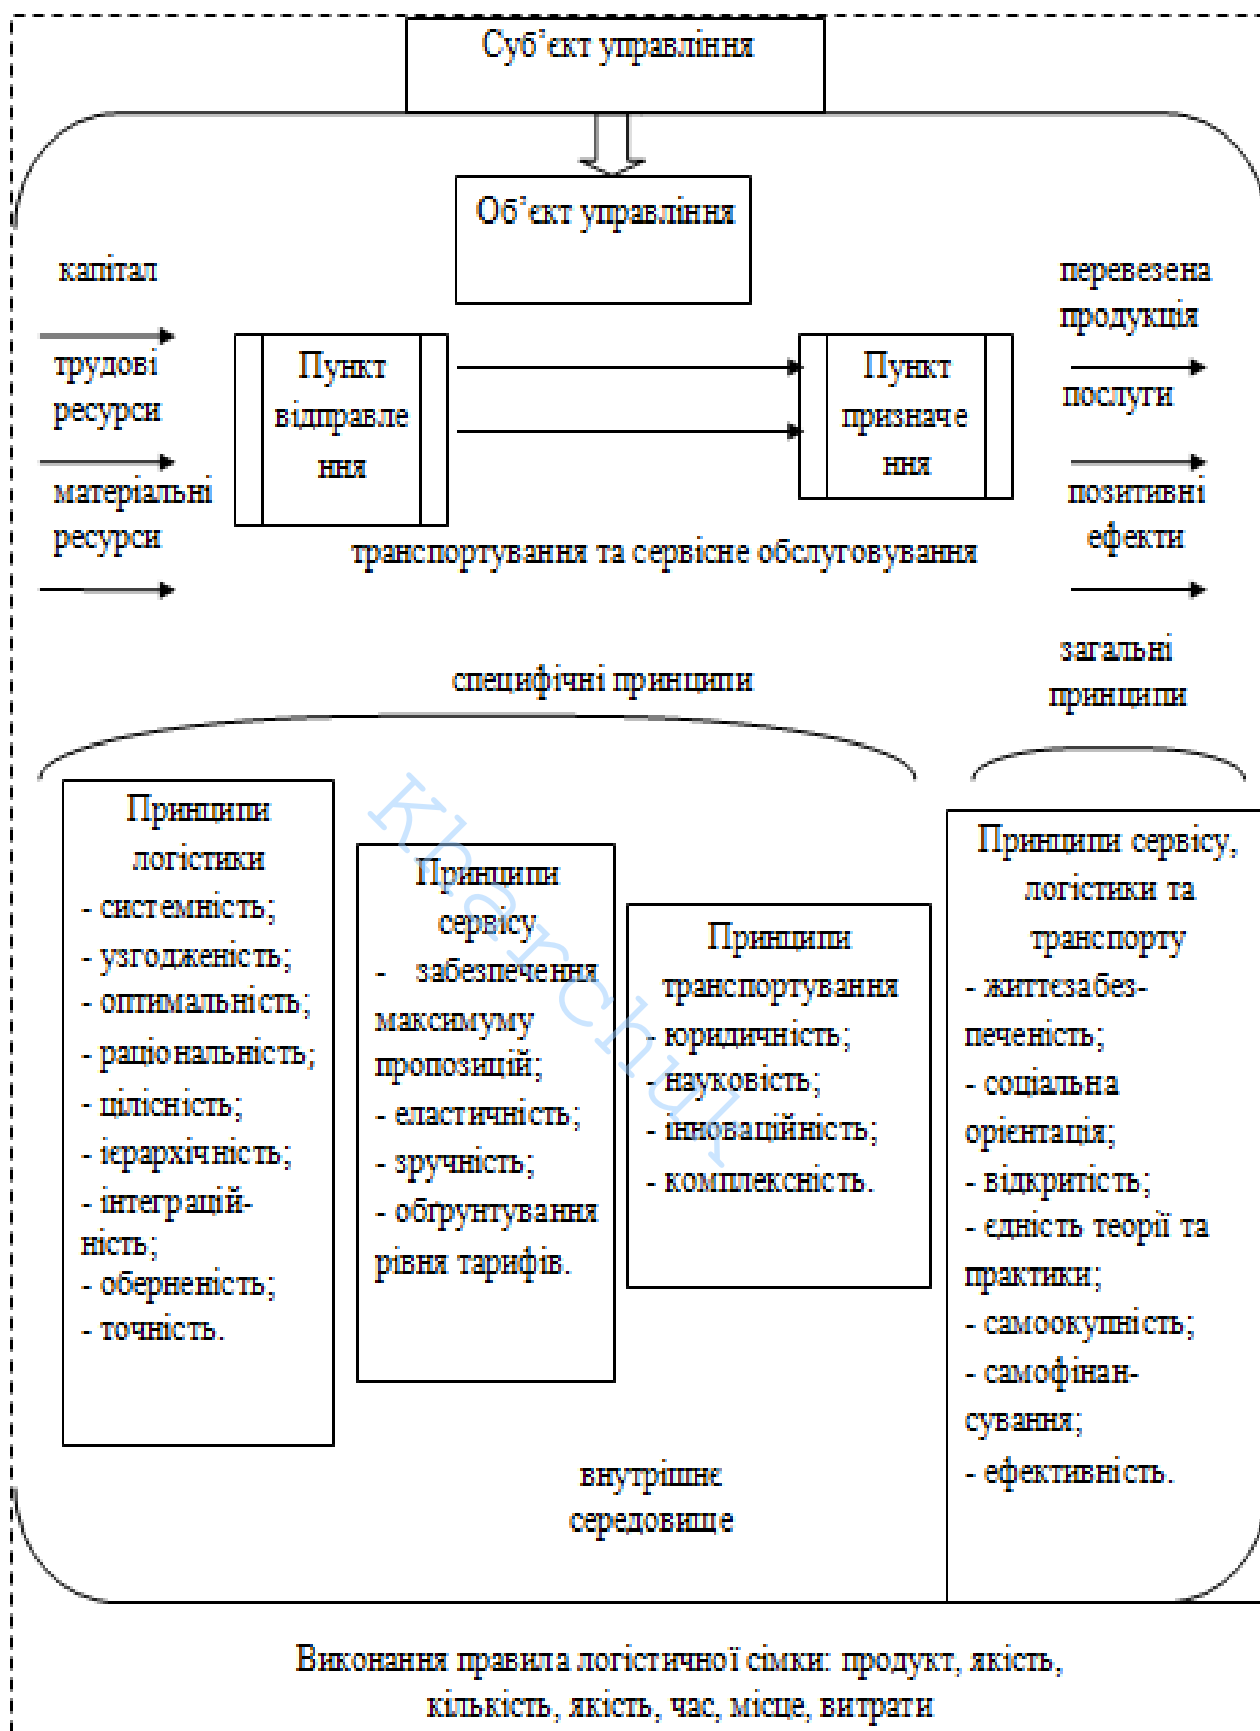 Суб’єкт управління
Об’єкт управління
капітал
трудові
ресурси
матеріальні
ресурси
Пункт
відправле
ння
Пункт
призначе
ння
перевезена
продукція
послуги
позитивні
ефекти
транспортування та сервісне обслуговування
специфічні принципи
загальні
принципи
Принципи
логістики
- системність;
- узгодженість;
- оптимальність;
- раціональність;
- цілісність;
- ієрархічність;
- інтеграцій-
ність;
- оберненість;
- точність.
Принципи
сервісу
- забезпечення
максимуму
пропозицій;
- еластичність;
- зручність;
- обґрунтування
рівня тарифів.
Принципи
транспортування
- юридичність;
- науковість;
- інноваційність;
- комплексність.
Принципи сервісу,
логістики та
транспорту
- життєзабез-
печеність;
- соціальна
орієнтація;
- відкритість;
- єдність теорії та
практики;
- самоокупність;
- самофінан-
сування;
- ефективність.
внутрішнє
середовище
Виконання правила логістичної сімки: продукт, якість,
кількість, якість, час, місце, витрати
Kharchuk